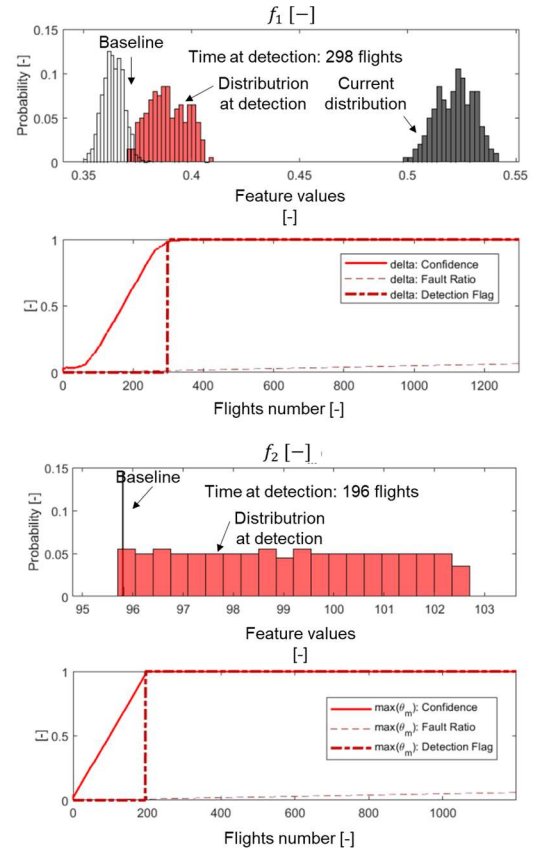 f₁ [−]
0.15
0.1
0.05
0
Probability [-]
Baseline
Time at detection: 298 flights
Distributrion
at detection
Current
distribution
0.35 0.4 0.45 0.5 0.55
Feature values
[-]
1
0.5
0
[-]
delta: Confidence
delta: Fault Ratio
delta: Detection Flag
0 200 400 600 800 1000 1200
Flights number [-]
f₂ [−]
0.15
0.1
0.05
0
Probability [-]
Baseline
Time at detection: 196 flights
Distributrion
at detection
95 96 97 98 99 100 101 102 103
Feature values
[-]
1
0.5
0
[-]
max(θm): Confidence
max(θm): Fault Ratio
max(θm): Detection Flag
0 200 400 600 800 1000
Flights number [-]